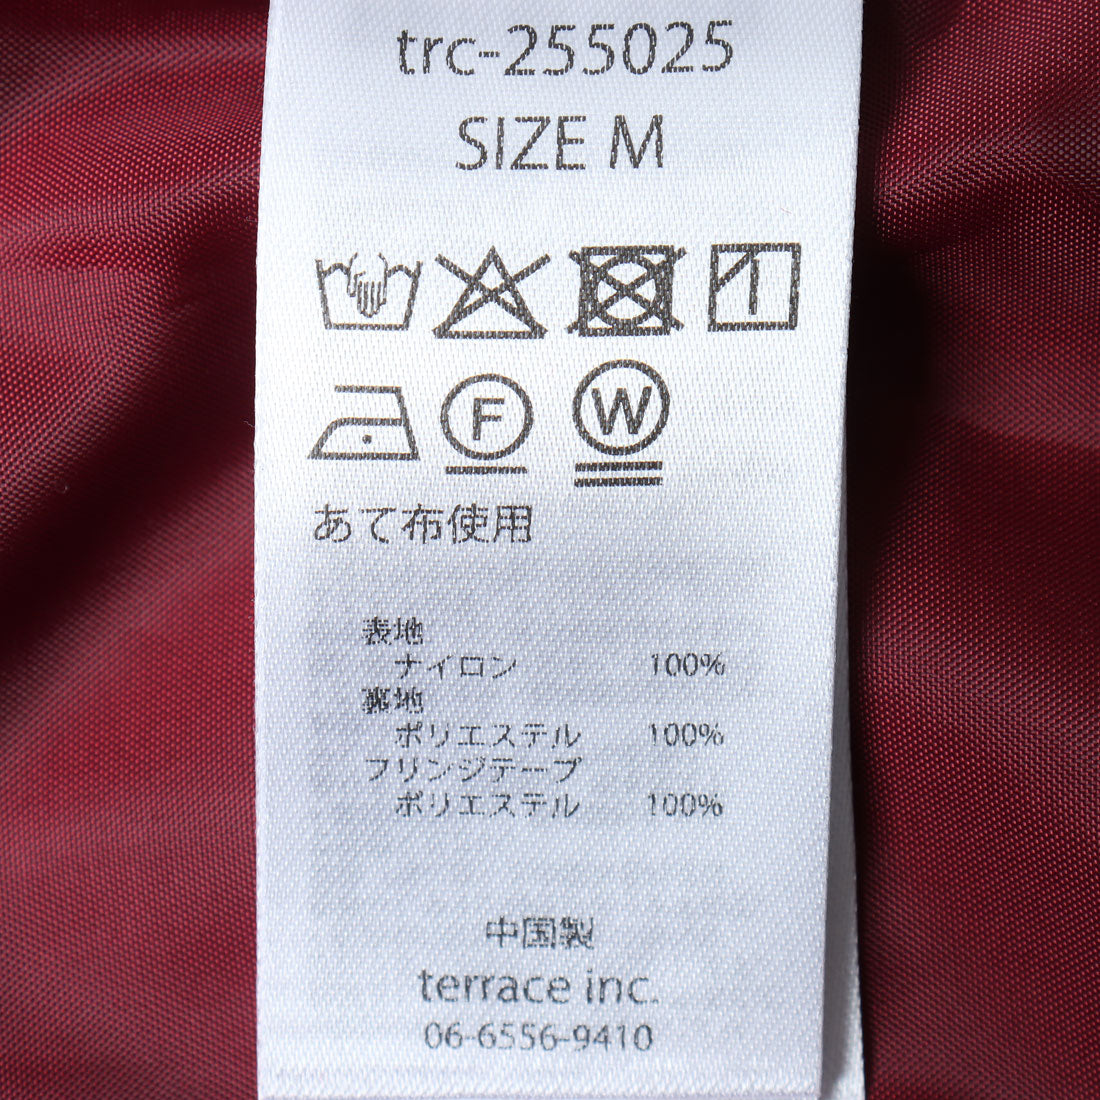 trc-255025
SIZE M
F W
あて布使用
表地
ナイロン 100%
裏地
ポリエステル 100%
フリンジテープ
ポリエステル 100%
中国製
terrace inc.
06-6556-9410